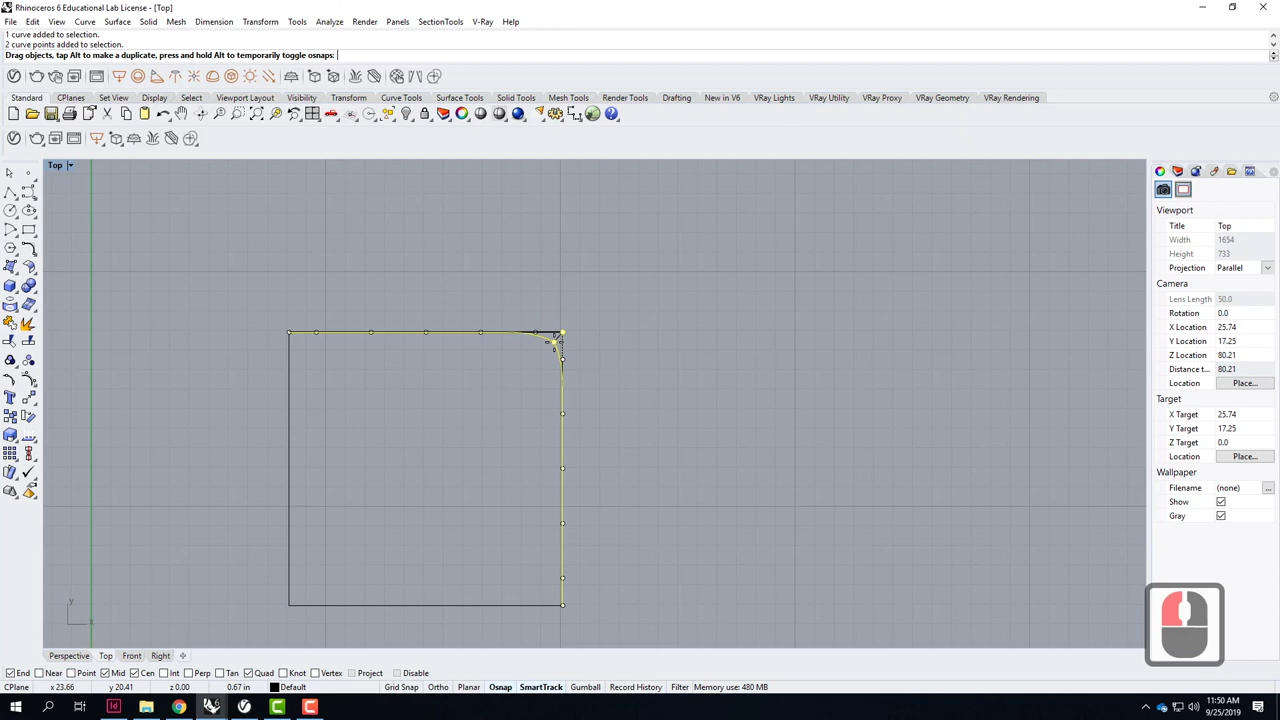 Rhinoceros 6 Educational Lab License - [Top]
File Edit View Curve Surface Solid Mesh Dimension Transform Tools Analyze Render Panels SectionTools V-Ray Help
1 curve added to selection.
2 curve points added to selection.
Drag objects, tap Alt to make a duplicate, press and hold Alt to temporarily toggle osnaps:
Standard CPlanes Set View Display Select Viewport Layout Visibility Transform Curve Tools Surface Tools Solid Tools Mesh Tools Render Tools Drafting New in V6 VRay Lights VRay Utility VRay Proxy VRay Geometry VRay Rendering
Top
Viewport
Title Top
Width 1654
Height 733
Projection Parallel
Camera
Lens Length 50.0
Rotation 0.0
X Location 25.74
Y Location 17.25
Z Location 80.21
Distance t... 80.21
Location Place...
Target
X Target 25.74
Y Target 17.25
Z Target 0.0
Location Place...
Wallpaper
Filename (none) ...
Show
Gray
y
x
Perspective Top Front Right
End Near Point Mid Cen Int Perp Tan Quad Knot Vertex Project Disable
CPlane x 23.66 y 20.41 z 0.00 0.67 in Default Grid Snap Ortho Planar Osnap SmartTrack Gumball Record History Filter Memory use: 480 MB
11:50 AM
9/25/2019